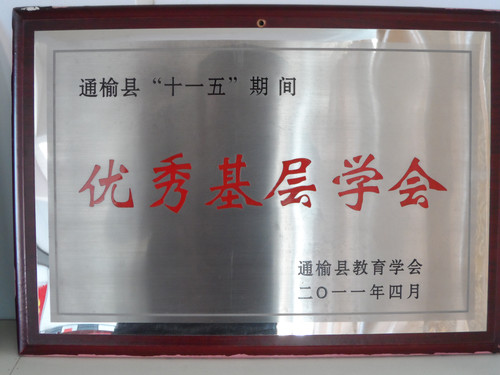 通榆县“十一五”期间
优秀基层学会
通榆县教育学会
二〇一一年四月